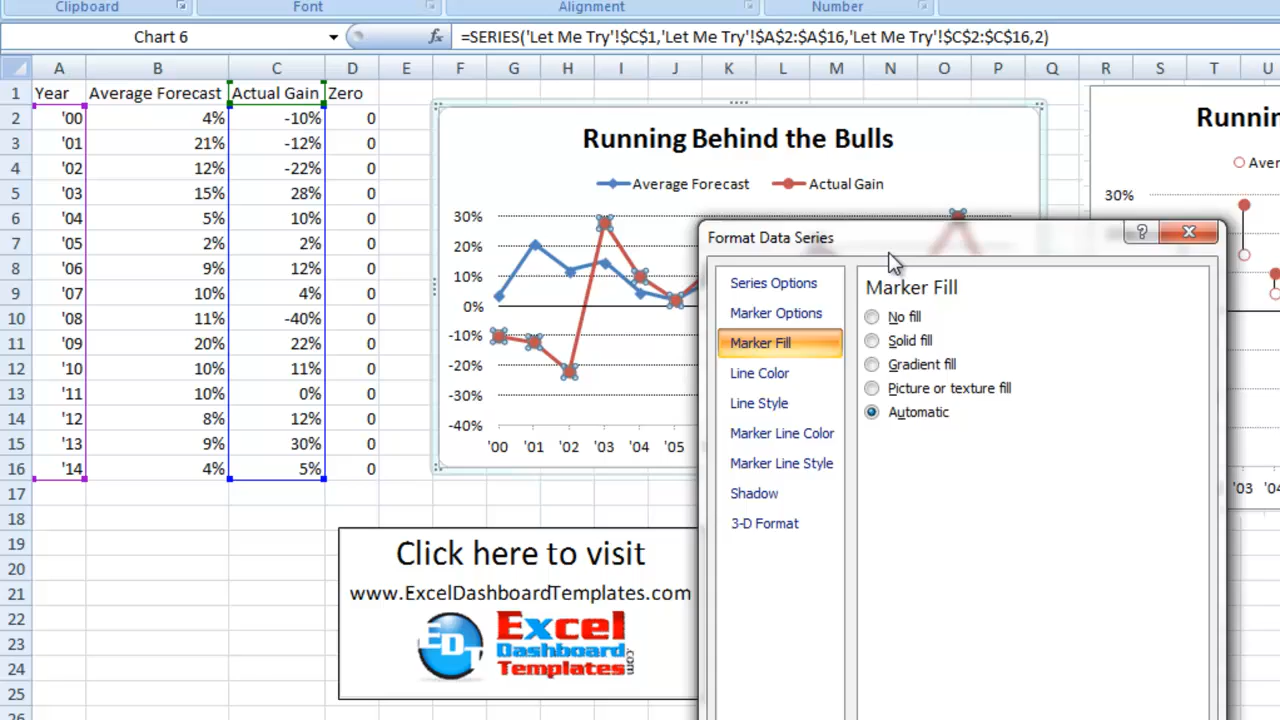 Clipboard Font Alignment Number
Chart 6 fx =SERIES('Let Me Try'!$C$1,'Let Me Try'!$A$2:$A$16,'Let Me Try'!$C$2:$C$16,2)
A B C D E F G H I J K L M N O P Q R S T U
1 Year Average Forecast Actual Gain Zero
2 '00 4% -10% 0
3 '01 21% -12% 0
4 '02 12% -22% 0
5 '03 15% 28% 0
6 '04 5% 10% 0
7 '05 2% 2% 0
8 '06 9% 12% 0
9 '07 10% 4% 0
10 '08 11% -40% 0
11 '09 20% 22% 0
12 '10 10% 11% 0
13 '11 10% 0% 0
14 '12 8% 12% 0
15 '13 9% 30% 0
16 '14 4% 5% 0
17
18
19
20
21
22
23
24
25
26
Running Behind the Bulls
Average Forecast Actual Gain
30%
20%
10%
0%
-10%
-20%
-30%
-40%
'00 '01 '02 '03 '04 '05
Format Data Series
?
Series Options
Marker Options
Marker Fill
Line Color
Line Style
Marker Line Color
Marker Line Style
Shadow
3-D Format
Marker Fill
No fill
Solid fill
Gradient fill
Picture or texture fill
Automatic
30%
'03
Click here to visit
www.ExcelDashboardTemplates.com
EDT
Excel
Dashboard
Templates
.com